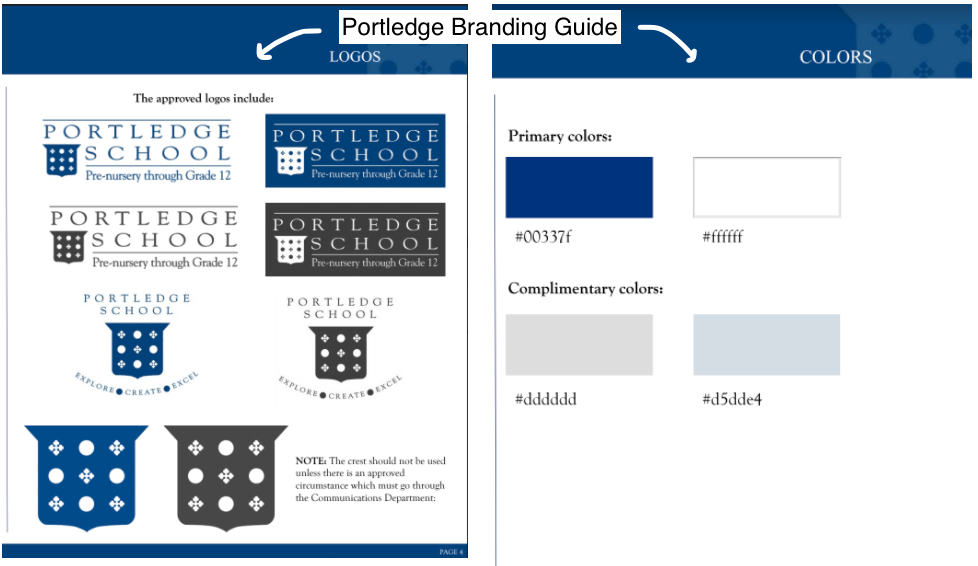 Portledge Branding Guide
LOGOS
The approved logos include:
PORTLEDGE
SCHOOL
Pre-nursery through Grade 12
PORTLEDGE
SCHOOL
Pre-nursery through Grade 12
PORTLEDGE
SCHOOL
Pre-nursery through Grade 12
PORTLEDGE
SCHOOL
Pre-nursery through Grade 12
PORTLEDGE
SCHOOL
EXPLORE●CREATE●EXCEL
PORTLEDGE
SCHOOL
EXPLORE●CREATE●EXCEL
NOTE: The crest should not be used
unless there is an approved
circumstance which must go through
the Communications Department:
PAGE 4
COLORS
Primary colors:
#00337f
#ffffff
Complimentary colors:
#dddddd
#d5dde4